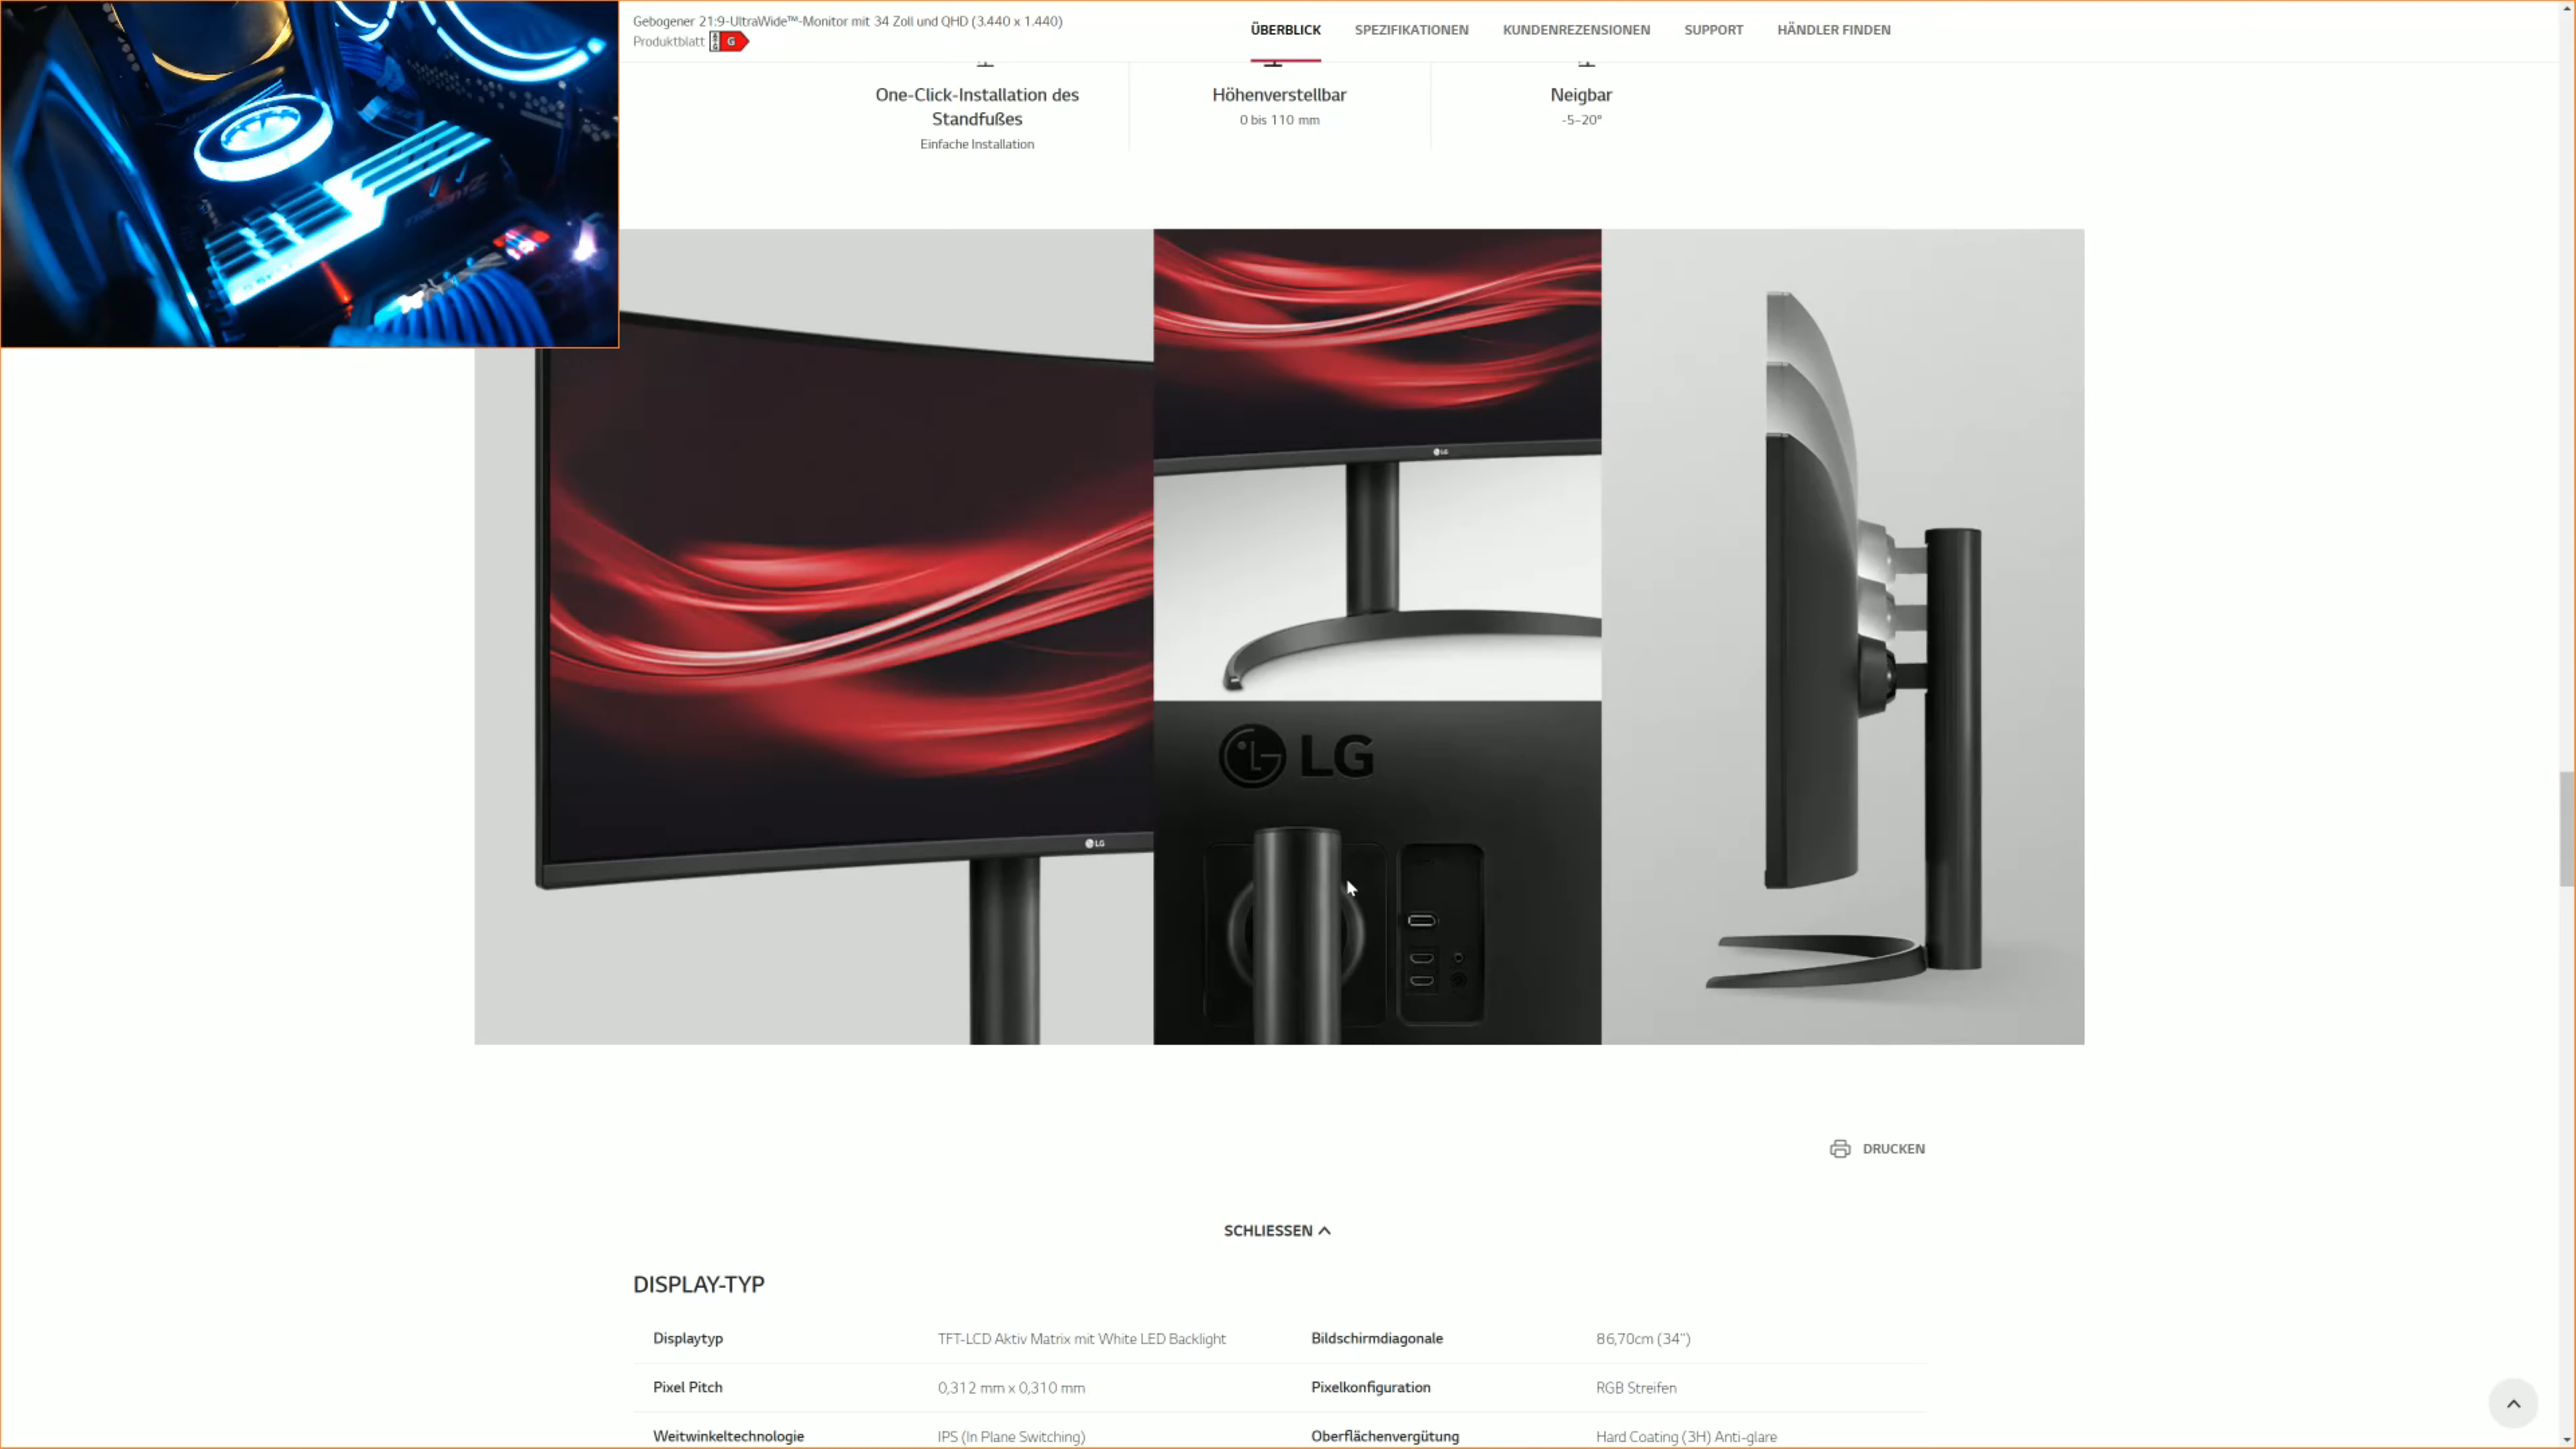 Gebogener 21:9-UltraWide™-Monitor mit 34 Zoll und QHD (3.440 x 1.440)
Produktblatt G
ÜBERBLICK SPEZIFIKATIONEN KUNDENREZENSIONEN SUPPORT HÄNDLER FINDEN
One-Click-Installation des
Standfußes
Einfache Installation
Höhenverstellbar
0 bis 110 mm
Neigbar
-5–20°
LG
LG
LG
DRUCKEN
SCHLIESSEN
DISPLAY-TYP
Displaytyp TFT-LCD Aktiv Matrix mit White LED Backlight Bildschirmdiagonale 86,70cm (34")
Pixel Pitch 0,312 mm x 0,310 mm Pixelkonfiguration RGB Streifen
Weitwinkeltechnologie IPS (In Plane Switching) Oberflächenvergütung Hard Coating (3H) Anti-glare